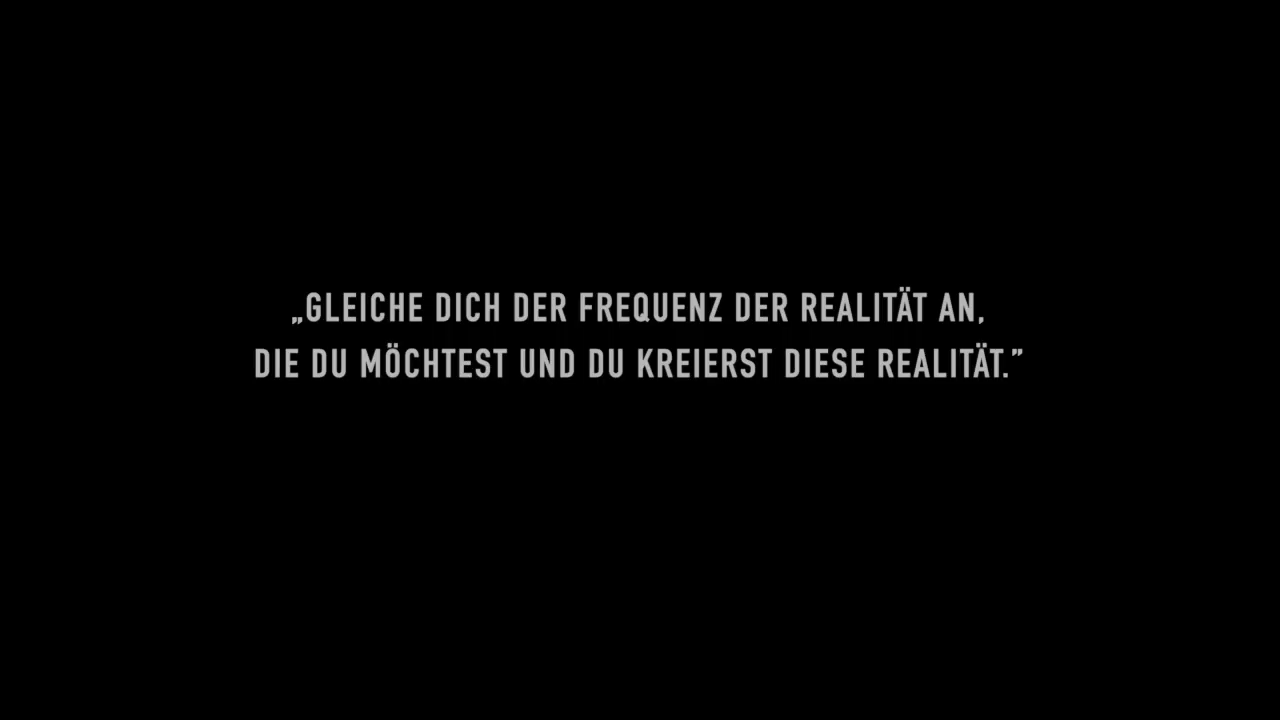 „GLEICHE DICH DER FREQUENZ DER REALITÄT AN,
DIE DU MÖCHTEST UND DU KREIERST DIESE REALITÄT.”